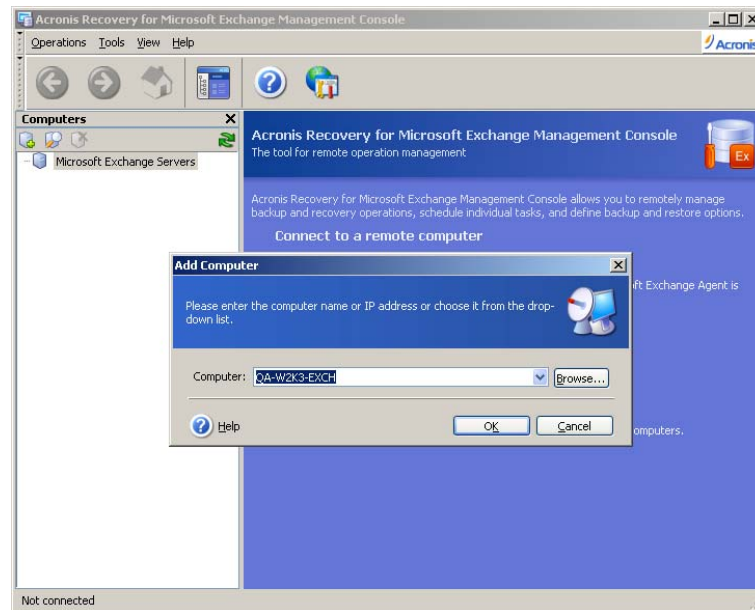 Acronis Recovery for Microsoft Exchange Management Console
Operations Tools View Help
Acronis
Computers
Microsoft Exchange Servers
Acronis Recovery for Microsoft Exchange Management Console
The tool for remote operation management
Ex
Acronis Recovery for Microsoft Exchange Management Console allows you to remotely manage
backup and recovery operations, schedule individual tasks, and define backup and restore options.
Connect to a remote computer
ft Exchange Agent is
Add Computer
Please enter the computer name or IP address or choose it from the drop-
down list.
Computer: QA-W2K3-EXCH Browse...
Help OK Cancel
omputers.
Not connected